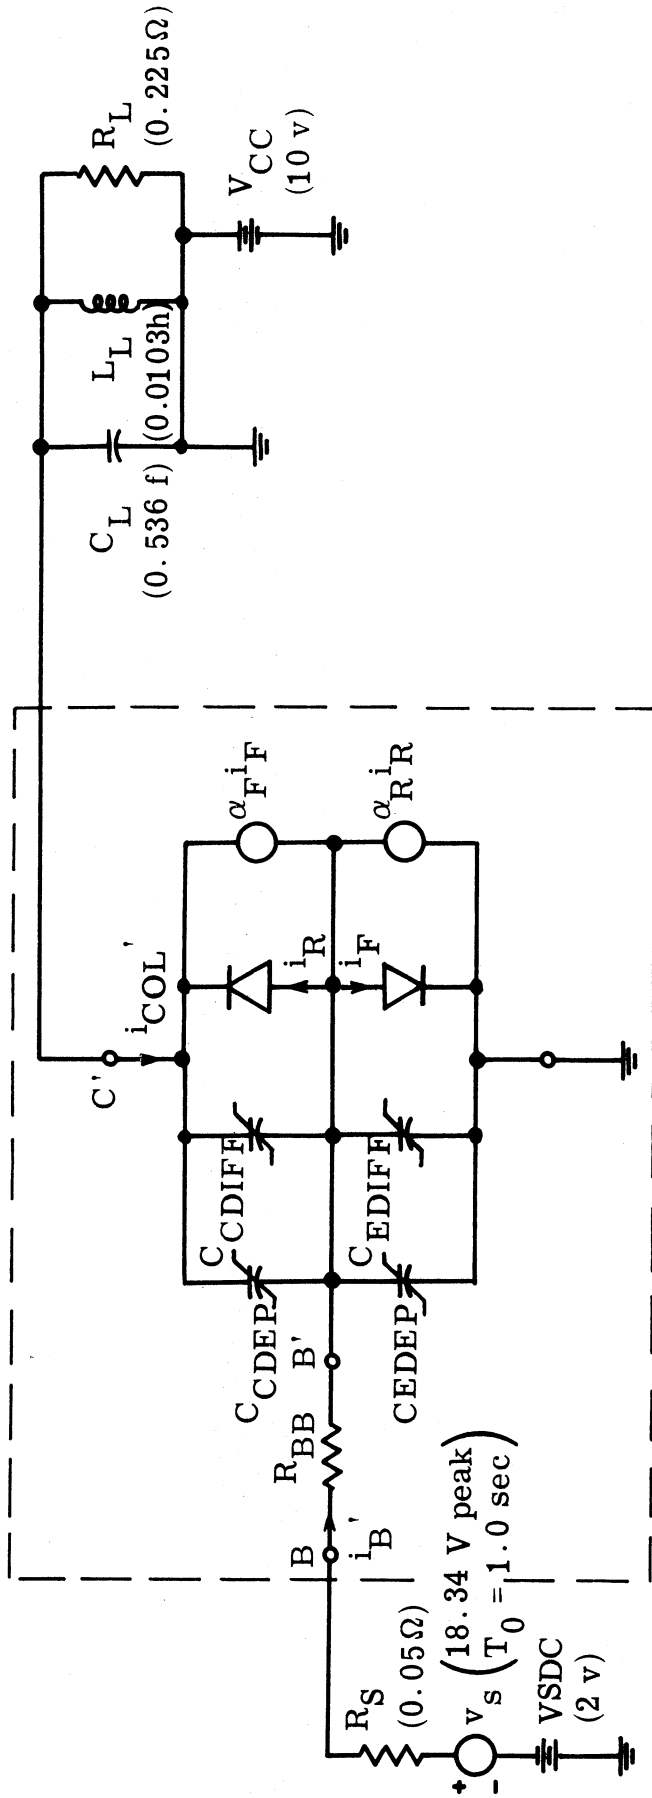 R_S
(0.05Ω)
v_s (18.34 V peak
T_0 = 1.0 sec)
+
-
VSDC
(2 v)
B
i_B'
R_BB
B'
C_CDEP
CEDEP
C_CDIFF
C_EDIFF
C'
i_COL'
i_R
i_F
α_F i_F
α_R i_R
C_L
(0.536 f)
L_L
(0.0103h)
R_L
(0.225Ω)
V_CC
(10 v)